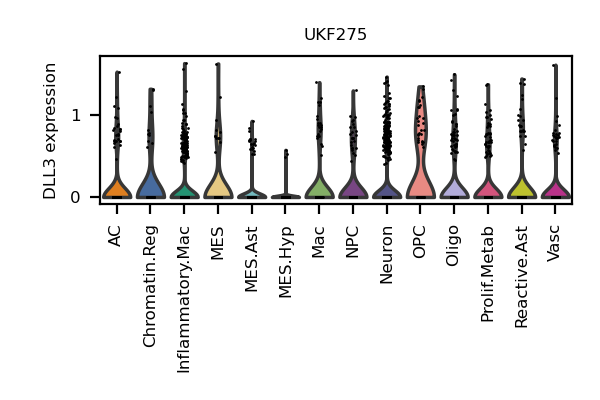 UKF275
DLL3 expression
1
0
AC
Chromatin.Reg
Inflammatory.Mac
MES
MES.Ast
MES.Hyp
Mac
NPC
Neuron
OPC
Oligo
Prolif.Metab
Reactive.Ast
Vasc